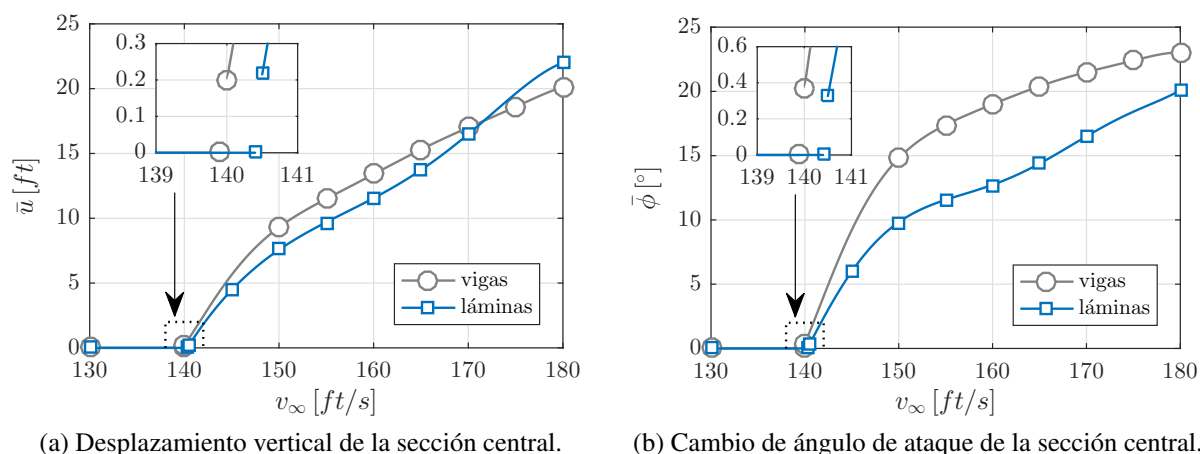 25
20
15
10
5
0
ū [ft]
0.3
0.2
0.1
0
139 140 141
vigas
láminas
130 140 150 160 170 180
v∞ [ft/s]
(a) Desplazamiento vertical de la sección central.
25
20
15
10
5
0
ϕ̄ [°]
0.6
0.4
0.2
0
139 140 141
vigas
láminas
130 140 150 160 170 180
v∞ [ft/s]
(b) Cambio de ángulo de ataque de la sección central.